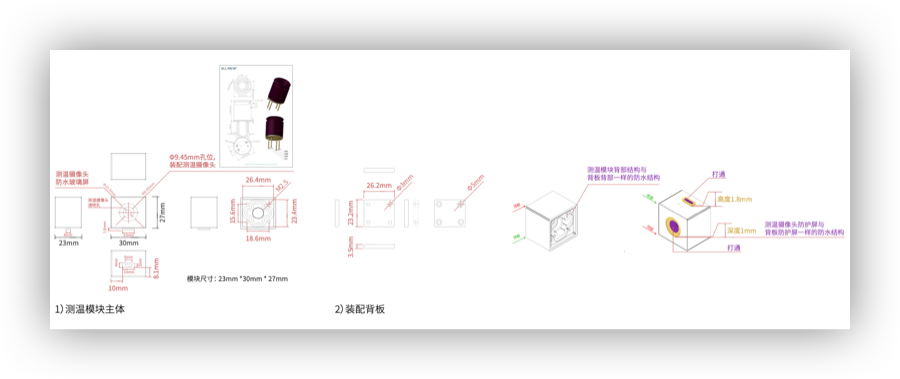 Φ9.45mm孔位,
装配测温摄像头
测温摄像头
防水玻璃屏
26.4mm
M2.5
15.6mm
23.4mm
18.6mm
27mm
23mm
30mm
8.1mm
10mm
模块尺寸：23mm *30mm * 27mm
1) 测温模块主体
26.2mm
Φ3mm
23.2mm
3.5mm
Φ5mm
2) 装配背板
测温模块背部结构与
背板背部一样的防水结构
打通
高度1.8mm
深度1mm
测温摄像头防护屏与
背板防护屏一样的防水结构
打通